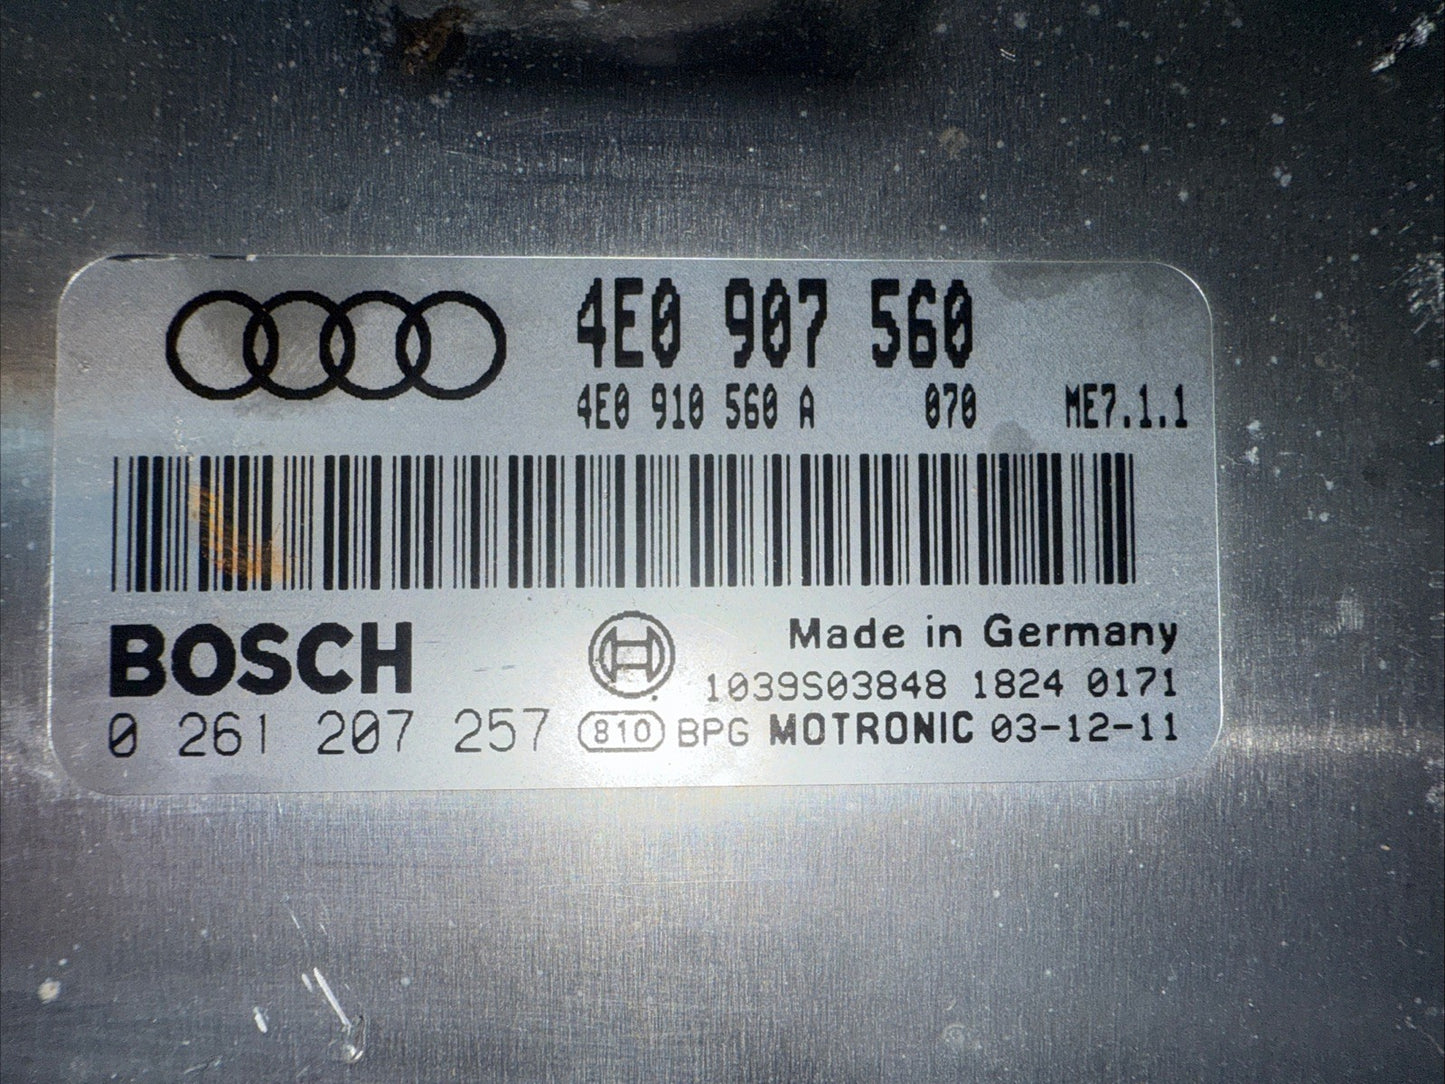 4E0 907 560
4E0 910 560 A 070 ME7.1.1
BOSCH
Made in Germany
1039S03848 1824 0171
0 261 207 257 810 BPG MOTRONIC 03-12-11